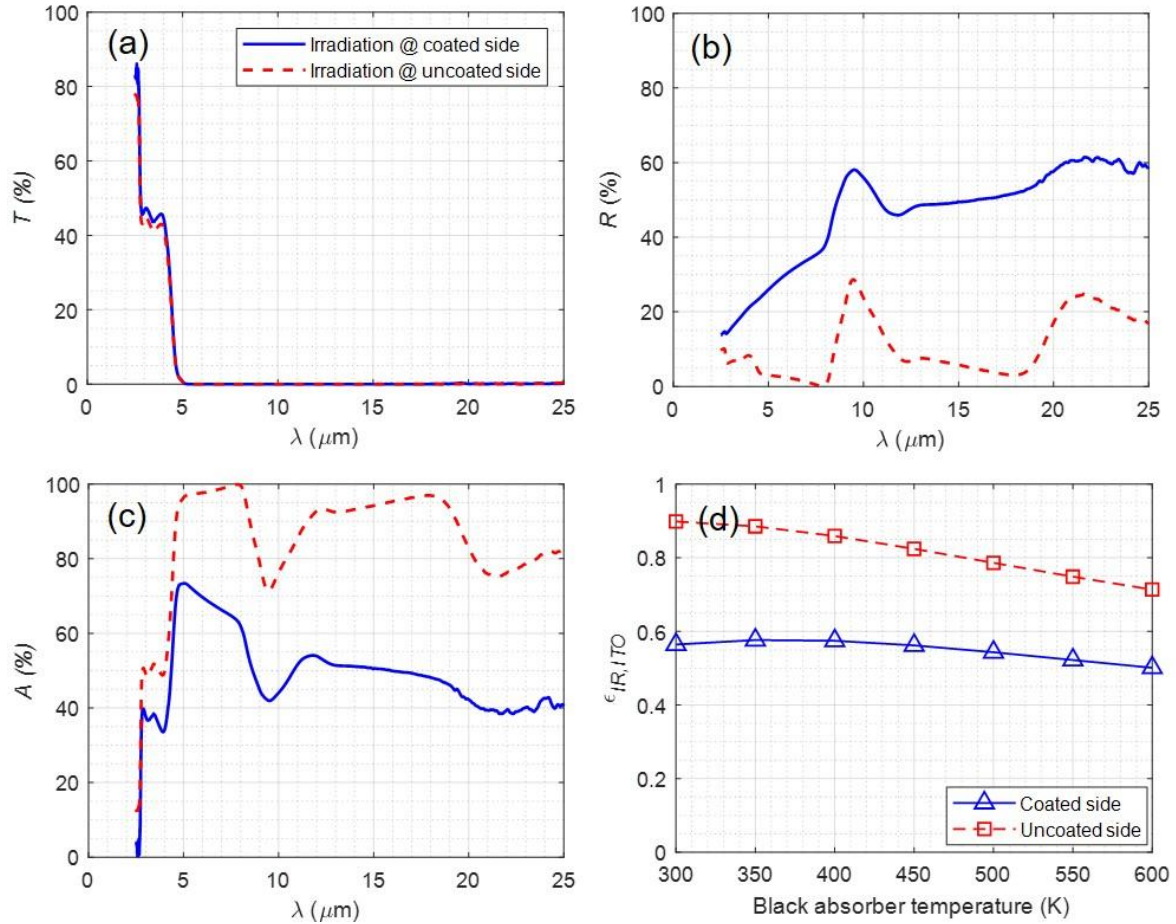 (a)
Irradiation @ coated side
Irradiation @ uncoated side
T (%)
100
80
60
40
20
0
0 5 10 15 20 25
λ (μm)
(b)
R (%)
100
80
60
40
20
0
0 5 10 15 20 25
λ (μm)
(c)
A (%)
100
80
60
40
20
0
0 5 10 15 20 25
λ (μm)
(d)
ϵIR,ITO
1
0.8
0.6
0.4
0.2
0
Coated side
Uncoated side
300 350 400 450 500 550 600
Black absorber temperature (K)